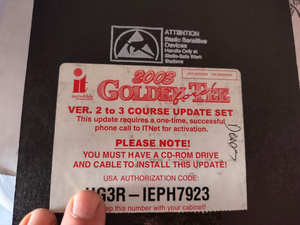 ATTENTION
Static Sensitive
Devices
Handle Only at
Static-Safe Work
Stations
2003
GOLDEN TEE
VER. 2 to 3 COURSE UPDATE SET
This update requires a one-time, successful
phone call to ITNet for activation.
PLEASE NOTE!
YOU MUST HAVE A CD-ROM DRIVE
AND CABLE TO INSTALL THIS UPDATE!
USA AUTHORIZATION CODE:
UG3R-IEPH7923
this number with your cabinet!